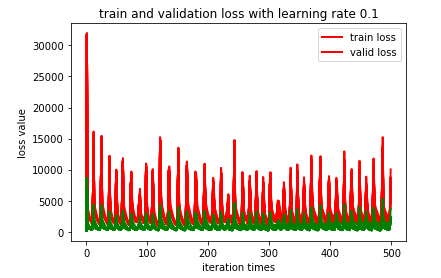 train and validation loss with learning rate 0.1
train loss
valid loss
30000
25000
20000
15000
10000
5000
0
loss value
0
100
200
300
400
500
iteration times